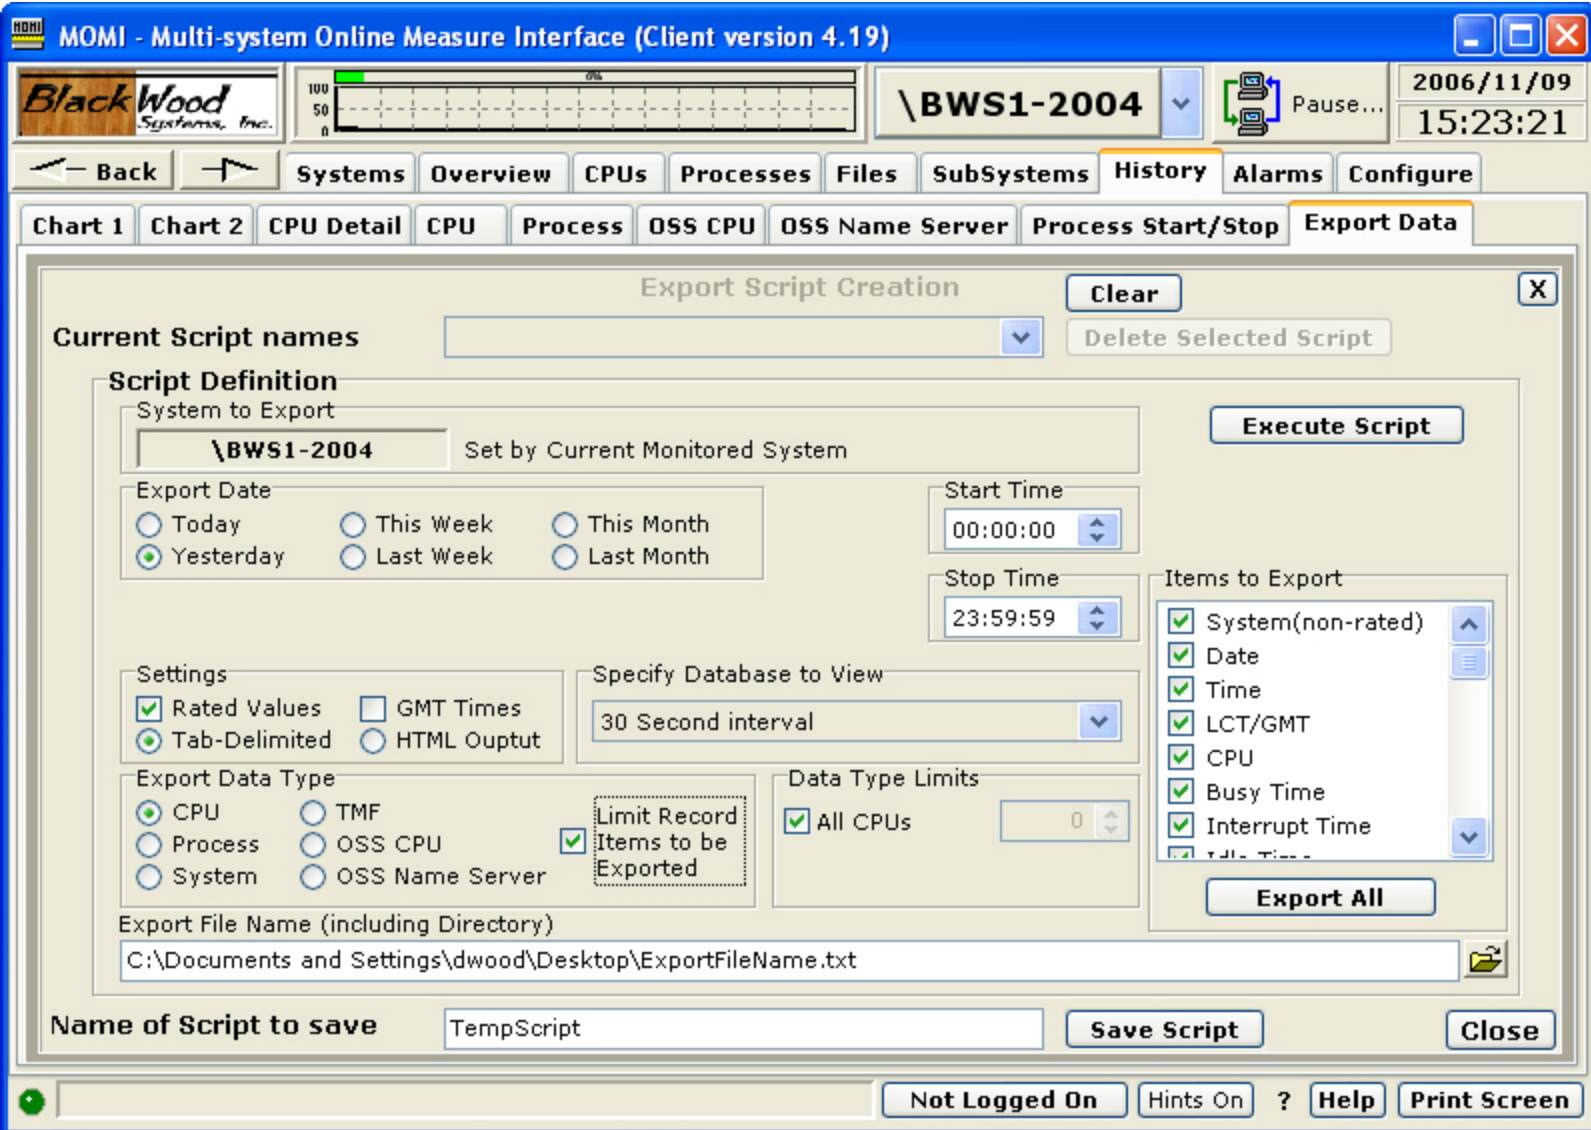 MOMI
MOMI - Multi-system Online Measure Interface (Client version 4.19)
BlackWood
Systems, Inc.
0%
100
50
0
\BWS1-2004
Pause...
2006/11/09
15:23:21
Back
Systems Overview CPUs Processes Files SubSystems History Alarms Configure
Chart 1 Chart 2 CPU Detail CPU Process OSS CPU OSS Name Server Process Start/Stop Export Data
Export Script Creation
Clear
X
Current Script names
Delete Selected Script
Script Definition
System to Export
\BWS1-2004 Set by Current Monitored System
Execute Script
Export Date
Today This Week This Month
Yesterday Last Week Last Month
Start Time
00:00:00
Stop Time
23:59:59
Items to Export
System(non-rated)
Date
Time
LCT/GMT
CPU
Busy Time
Interrupt Time
Idle Time
Export All
Settings
Rated Values GMT Times
Tab-Delimited HTML Ouptut
Specify Database to View
30 Second interval
Export Data Type
CPU TMF
Process OSS CPU
System OSS Name Server
Limit Record
Items to be
Exported
Data Type Limits
All CPUs 0
Export File Name (including Directory)
C:\Documents and Settings\dwood\Desktop\ExportFileName.txt
Name of Script to save TempScript Save Script Close
Not Logged On Hints On ? Help Print Screen